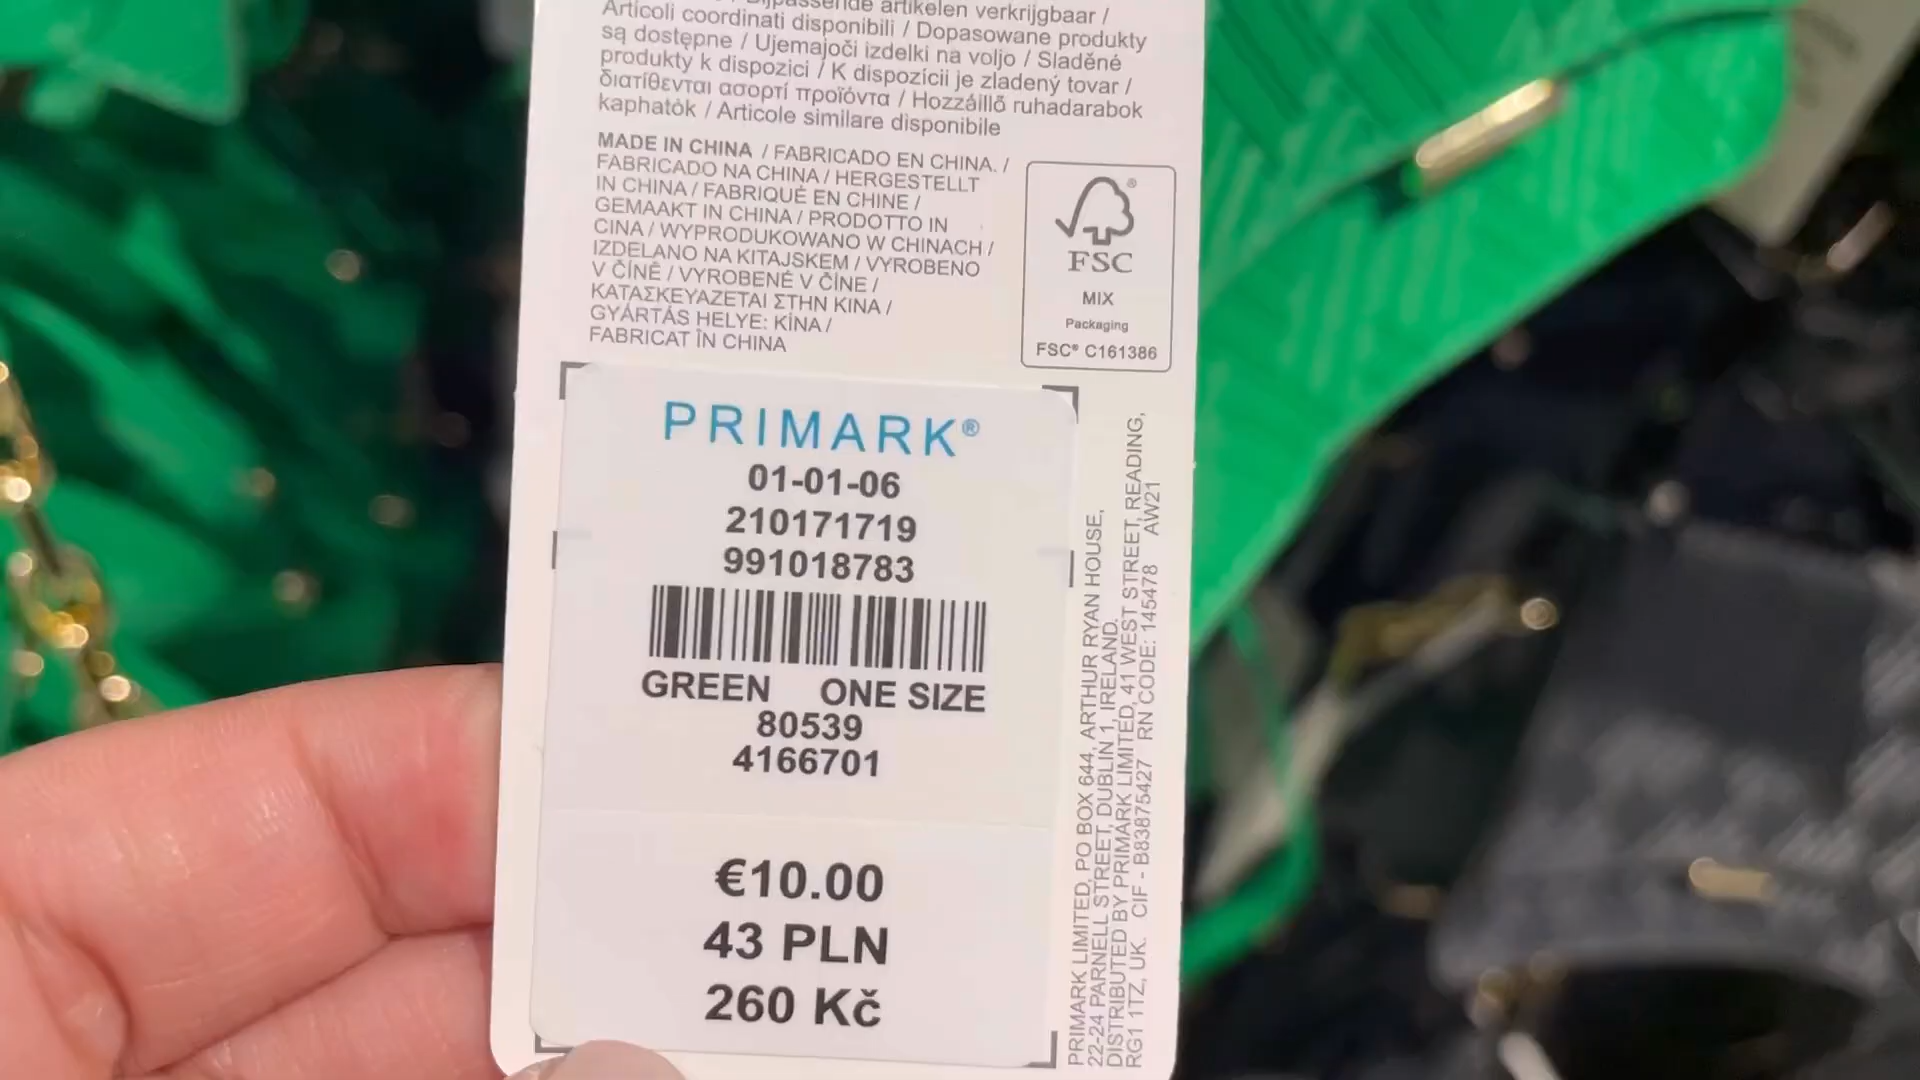 artikelen verkrijgbaar /
Articoli coordinati disponibili / Dopasowane produkty
są dostępne / Ujemajoči izdelki na voljo / Sladěné
produkty k dispozici / K dispozícii je zladený tovar /
διατίθενται ασορτί προϊόντα / Hozzáillő ruhadarabok
kaphatók / Articole similare disponibile
MADE IN CHINA / FABRICADO EN CHINA. /
FABRICADO NA CHINA / HERGESTELLT
IN CHINA / FABRIQUÉ EN CHINE /
GEMAAKT IN CHINA / PRODOTTO IN
CINA / WYPRODUKOWANO W CHINACH /
IZDELANO NA KITAJSKEM / VYROBENO
V ČÍNĚ / VYROBENÉ V ČÍNE /
ΚΑΤΑΣΚΕΥΑΖΕΤΑΙ ΣΤΗΝ ΚΙΝΑ /
GYÁRTÁS HELYE: KÍNA /
FABRICAT ÎN CHINA
FSC
MIX
Packaging
FSC® C161386
PRIMARK®
01-01-06
210171719
991018783
GREEN ONE SIZE
80539
4166701
€10.00
43 PLN
260 Kč
PRIMARK LIMITED, PO BOX 644, ARTHUR RYAN HOUSE,
22-24 PARNELL STREET, DUBLIN 1, IRELAND.
DISTRIBUTED BY PRIMARK LIMITED, 41 WEST STREET, READING,
RG1 1TZ, UK. CIF - B83875427 RN CODE: 145478 AW21